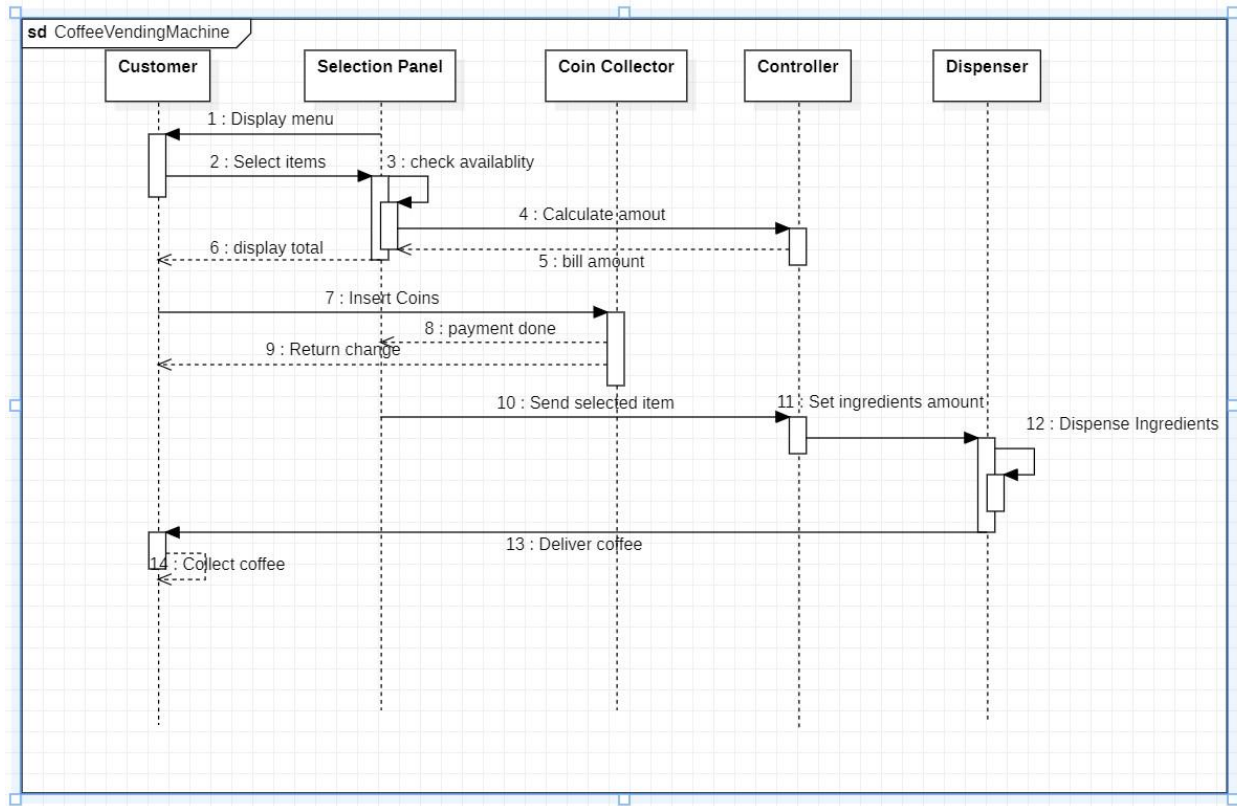 sd CoffeeVendingMachine
Customer
Selection Panel
Coin Collector
Controller
Dispenser
1 : Display menu
2 : Select items
3 : check availablity
4 : Calculate amout
5 : bill amount
6 : display total
7 : Insert Coins
8 : payment done
9 : Return change
10 : Send selected item
11 : Set ingredients amount
12 : Dispense Ingredients
13 : Deliver coffee
14 : Collect coffee